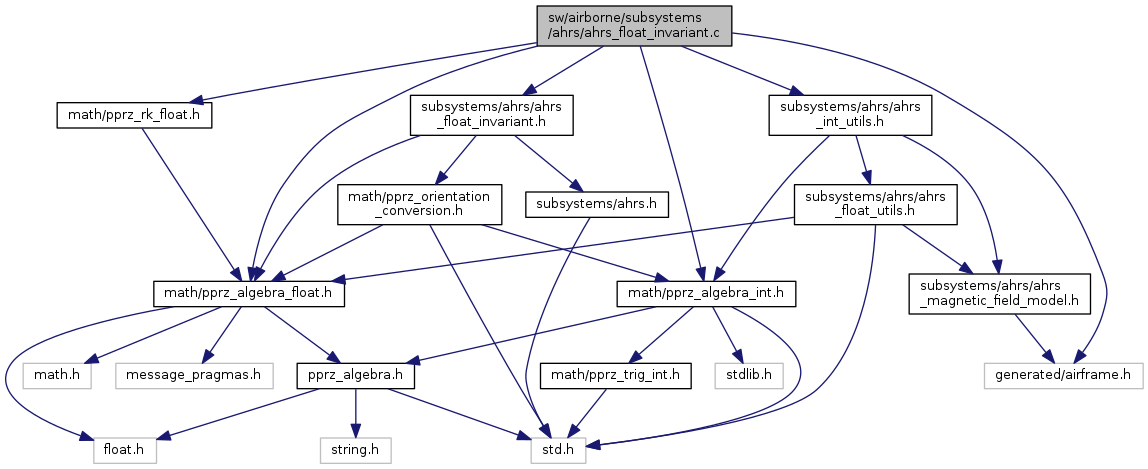 sw/airborne/subsystems
/ahrs/ahrs_float_invariant.c
math/pprz_rk_float.h
subsystems/ahrs/ahrs
_float_invariant.h
subsystems/ahrs/ahrs
_int_utils.h
math/pprz_orientation
_conversion.h
subsystems/ahrs.h
subsystems/ahrs/ahrs
_float_utils.h
math/pprz_algebra_float.h
math/pprz_algebra_int.h
subsystems/ahrs/ahrs
_magnetic_field_model.h
math.h
message_pragmas.h
pprz_algebra.h
math/pprz_trig_int.h
stdlib.h
generated/airframe.h
float.h
string.h
std.h